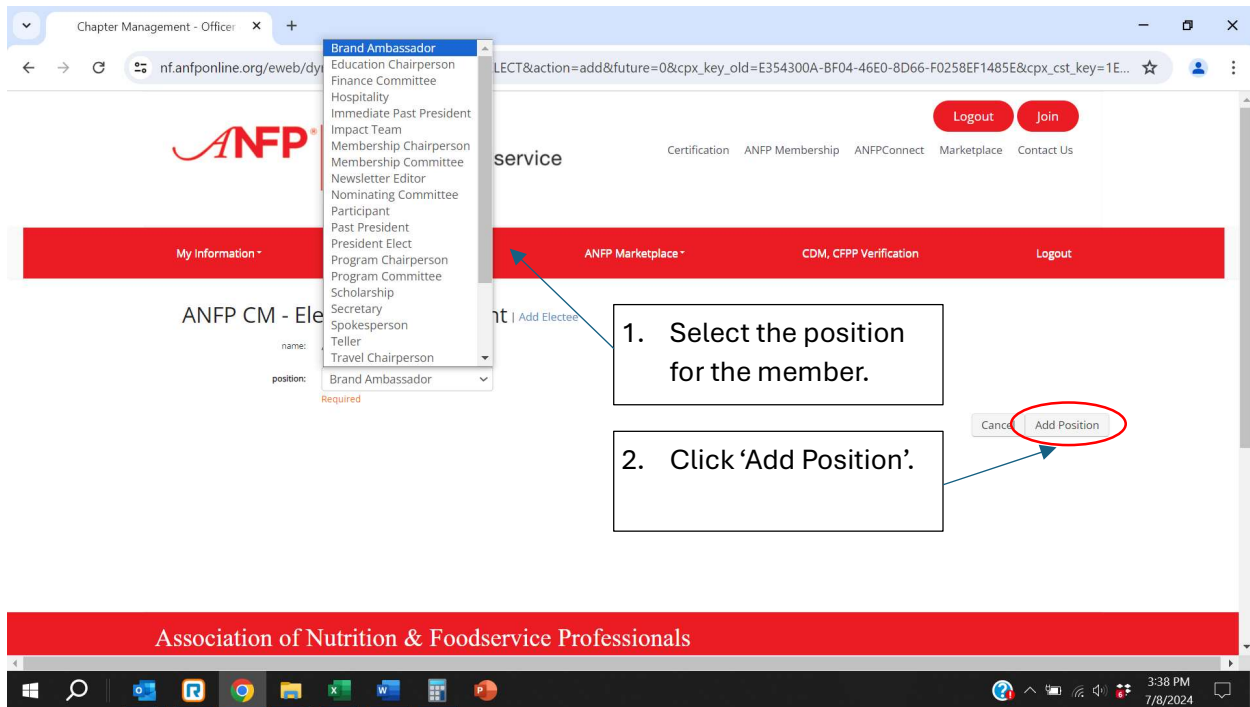 Chapter Management - Officer
nf.anfponline.org/eweb/dy
LECT&action=add&future=0&cpx_key_old=E354300A-BF04-46E0-8D66-F0258EF1485E&cpx_cst_key=1E...
Brand Ambassador
Education Chairperson
Finance Committee
Hospitality
Immediate Past President
Impact Team
Membership Chairperson
Membership Committee
Newsletter Editor
Nominating Committee
Participant
Past President
President Elect
Program Chairperson
Program Committee
Scholarship
Secretary
Spokesperson
Teller
Travel Chairperson
Logout Join
ANFP®
service
Certification ANFP Membership ANFPConnect Marketplace Contact Us
My Information ANFP Marketplace CDM, CFPP Verification Logout
ANFP CM - Ele nt | Add Electee
name:
position: Brand Ambassador
Required
1. Select the position
for the member.
Cancel Add Position
2. Click ‘Add Position’.
Association of Nutrition & Foodservice Professionals
3:38 PM
7/8/2024